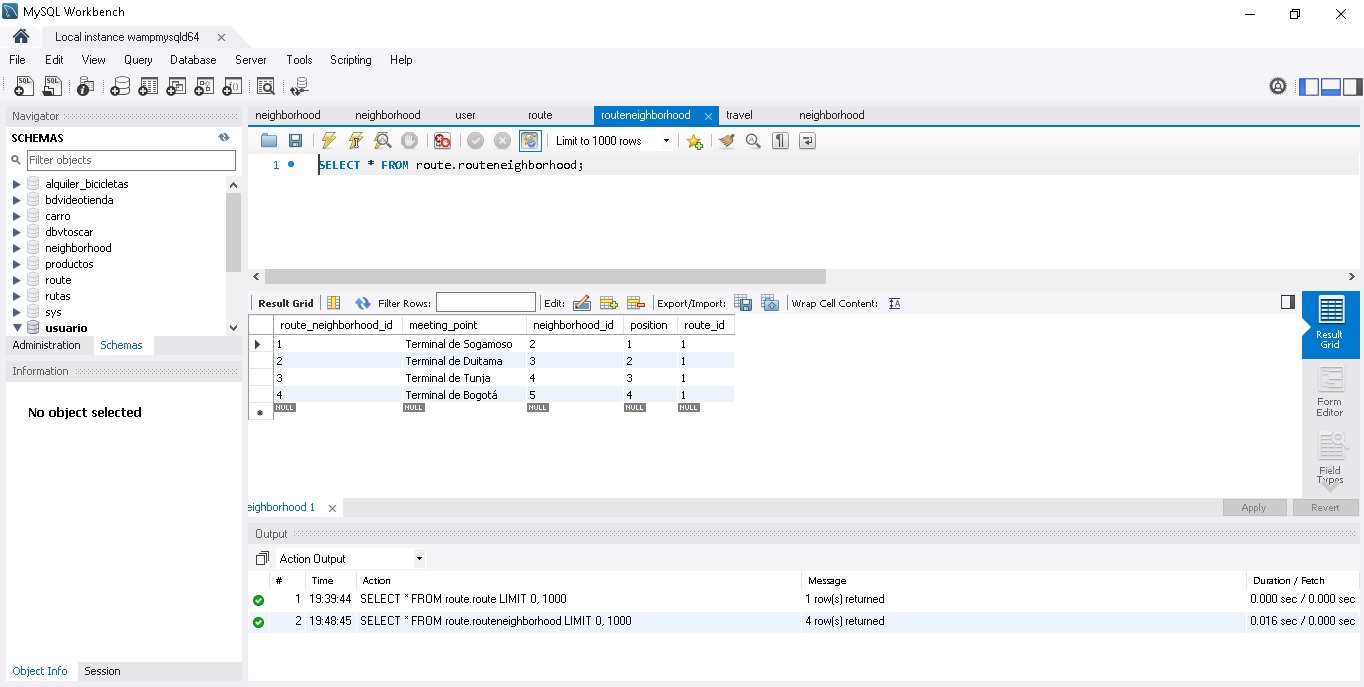 MySQL Workbench
Local instance wampmysqld64
File Edit View Query Database Server Tools Scripting Help
Navigator
SCHEMAS
Filter objects
alquiler_bicicletas
bdvideotienda
carro
dbvtoscar
neighborhood
productos
route
rutas
sys
usuario
Administration Schemas
Information
No object selected
Object Info Session
neighborhood neighborhood user route routeneighborhood travel neighborhood
Limit to 1000 rows
1 SELECT * FROM route.routeneighborhood;
Result Grid Filter Rows: Edit: Export/Import: Wrap Cell Content:
route_neighborhood_id meeting_point neighborhood_id position route_id
1 Terminal de Sogamoso 2 1 1
2 Terminal de Duitama 3 2 1
3 Terminal de Tunja 4 3 1
4 Terminal de Bogotá 5 4 1
NULL NULL NULL NULL NULL
Result
Grid
Form
Editor
Field
Types
eighborhood 1
Apply Revert
Output
Action Output
# Time Action Message Duration / Fetch
1 19:39:44 SELECT * FROM route.route LIMIT 0, 1000 1 row(s) returned 0.000 sec / 0.000 sec
2 19:48:45 SELECT * FROM route.routeneighborhood LIMIT 0, 1000 4 row(s) returned 0.016 sec / 0.000 sec